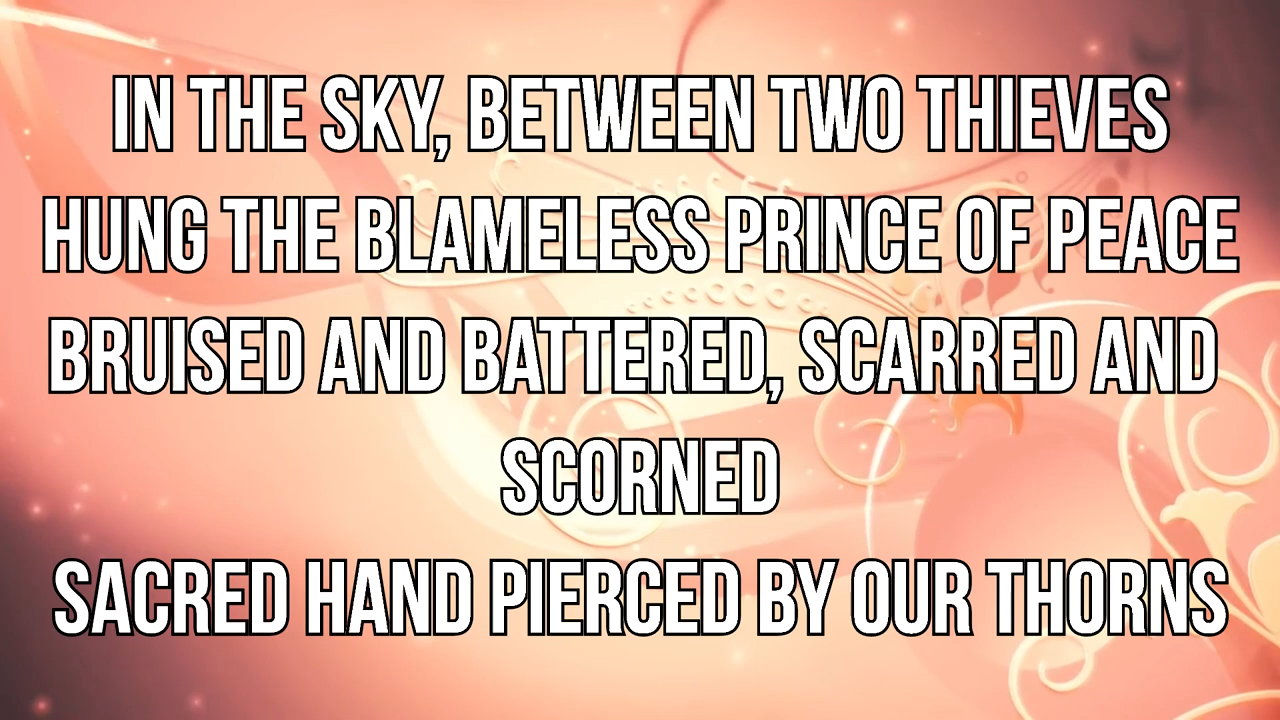 IN THE SKY, BETWEEN TWO THIEVES
HUNG THE BLAMELESS PRINCE OF PEACE
BRUISED AND BATTERED, SCARRED AND
SCORNED
SACRED HAND PIERCED BY OUR THORNS